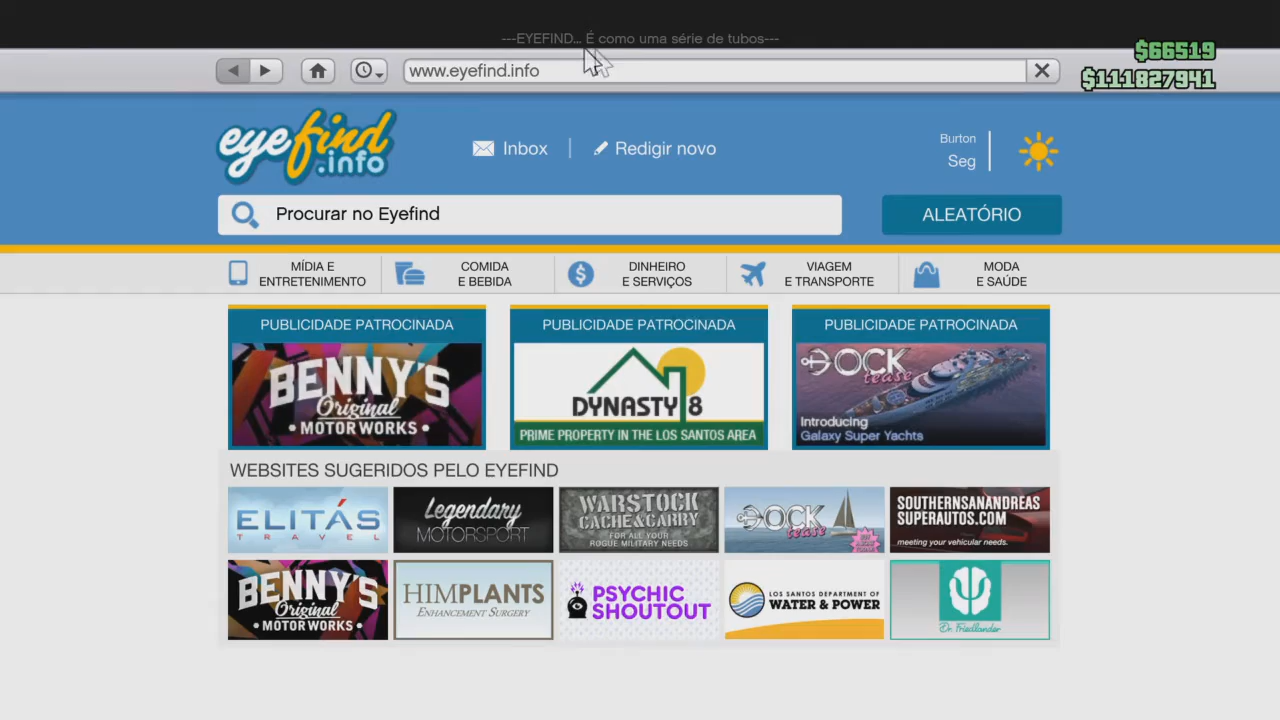 ---EYEFIND... É como uma série de tubos---
$66519
www.eyefind.info
$111827941
eyefind
.info
Inbox
Redigir novo
Burton
Seg
Procurar no Eyefind
ALEATÓRIO
MÍDIA E
ENTRETENIMENTO
COMIDA
E BEBIDA
DINHEIRO
E SERVIÇOS
VIAGEM
E TRANSPORTE
MODA
E SAÚDE
PUBLICIDADE PATROCINADA
BENNY'S
Original
MOTOR WORKS
PUBLICIDADE PATROCINADA
DYNASTY 8
PRIME PROPERTY IN THE LOS SANTOS AREA
PUBLICIDADE PATROCINADA
DOCK
tease
Introducing
Galaxy Super Yachts
WEBSITES SUGERIDOS PELO EYEFIND
ELITÁS
TRAVEL
Legendary
MOTORSPORT
WARSTOCK
CACHE&CARRY
FOR ALL YOUR
ROGUE MILITARY NEEDS
DOCK
tease
SOUTHERNSANANDREAS
SUPERAUTOS.COM
meeting your vehicular needs.
BENNY'S
Original
MOTOR WORKS
HIMPLANTS
ENHANCEMENT SURGERY
PSYCHIC
SHOUTOUT
LOS SANTOS DEPARTMENT OF
WATER & POWER
Dr. Friedlander